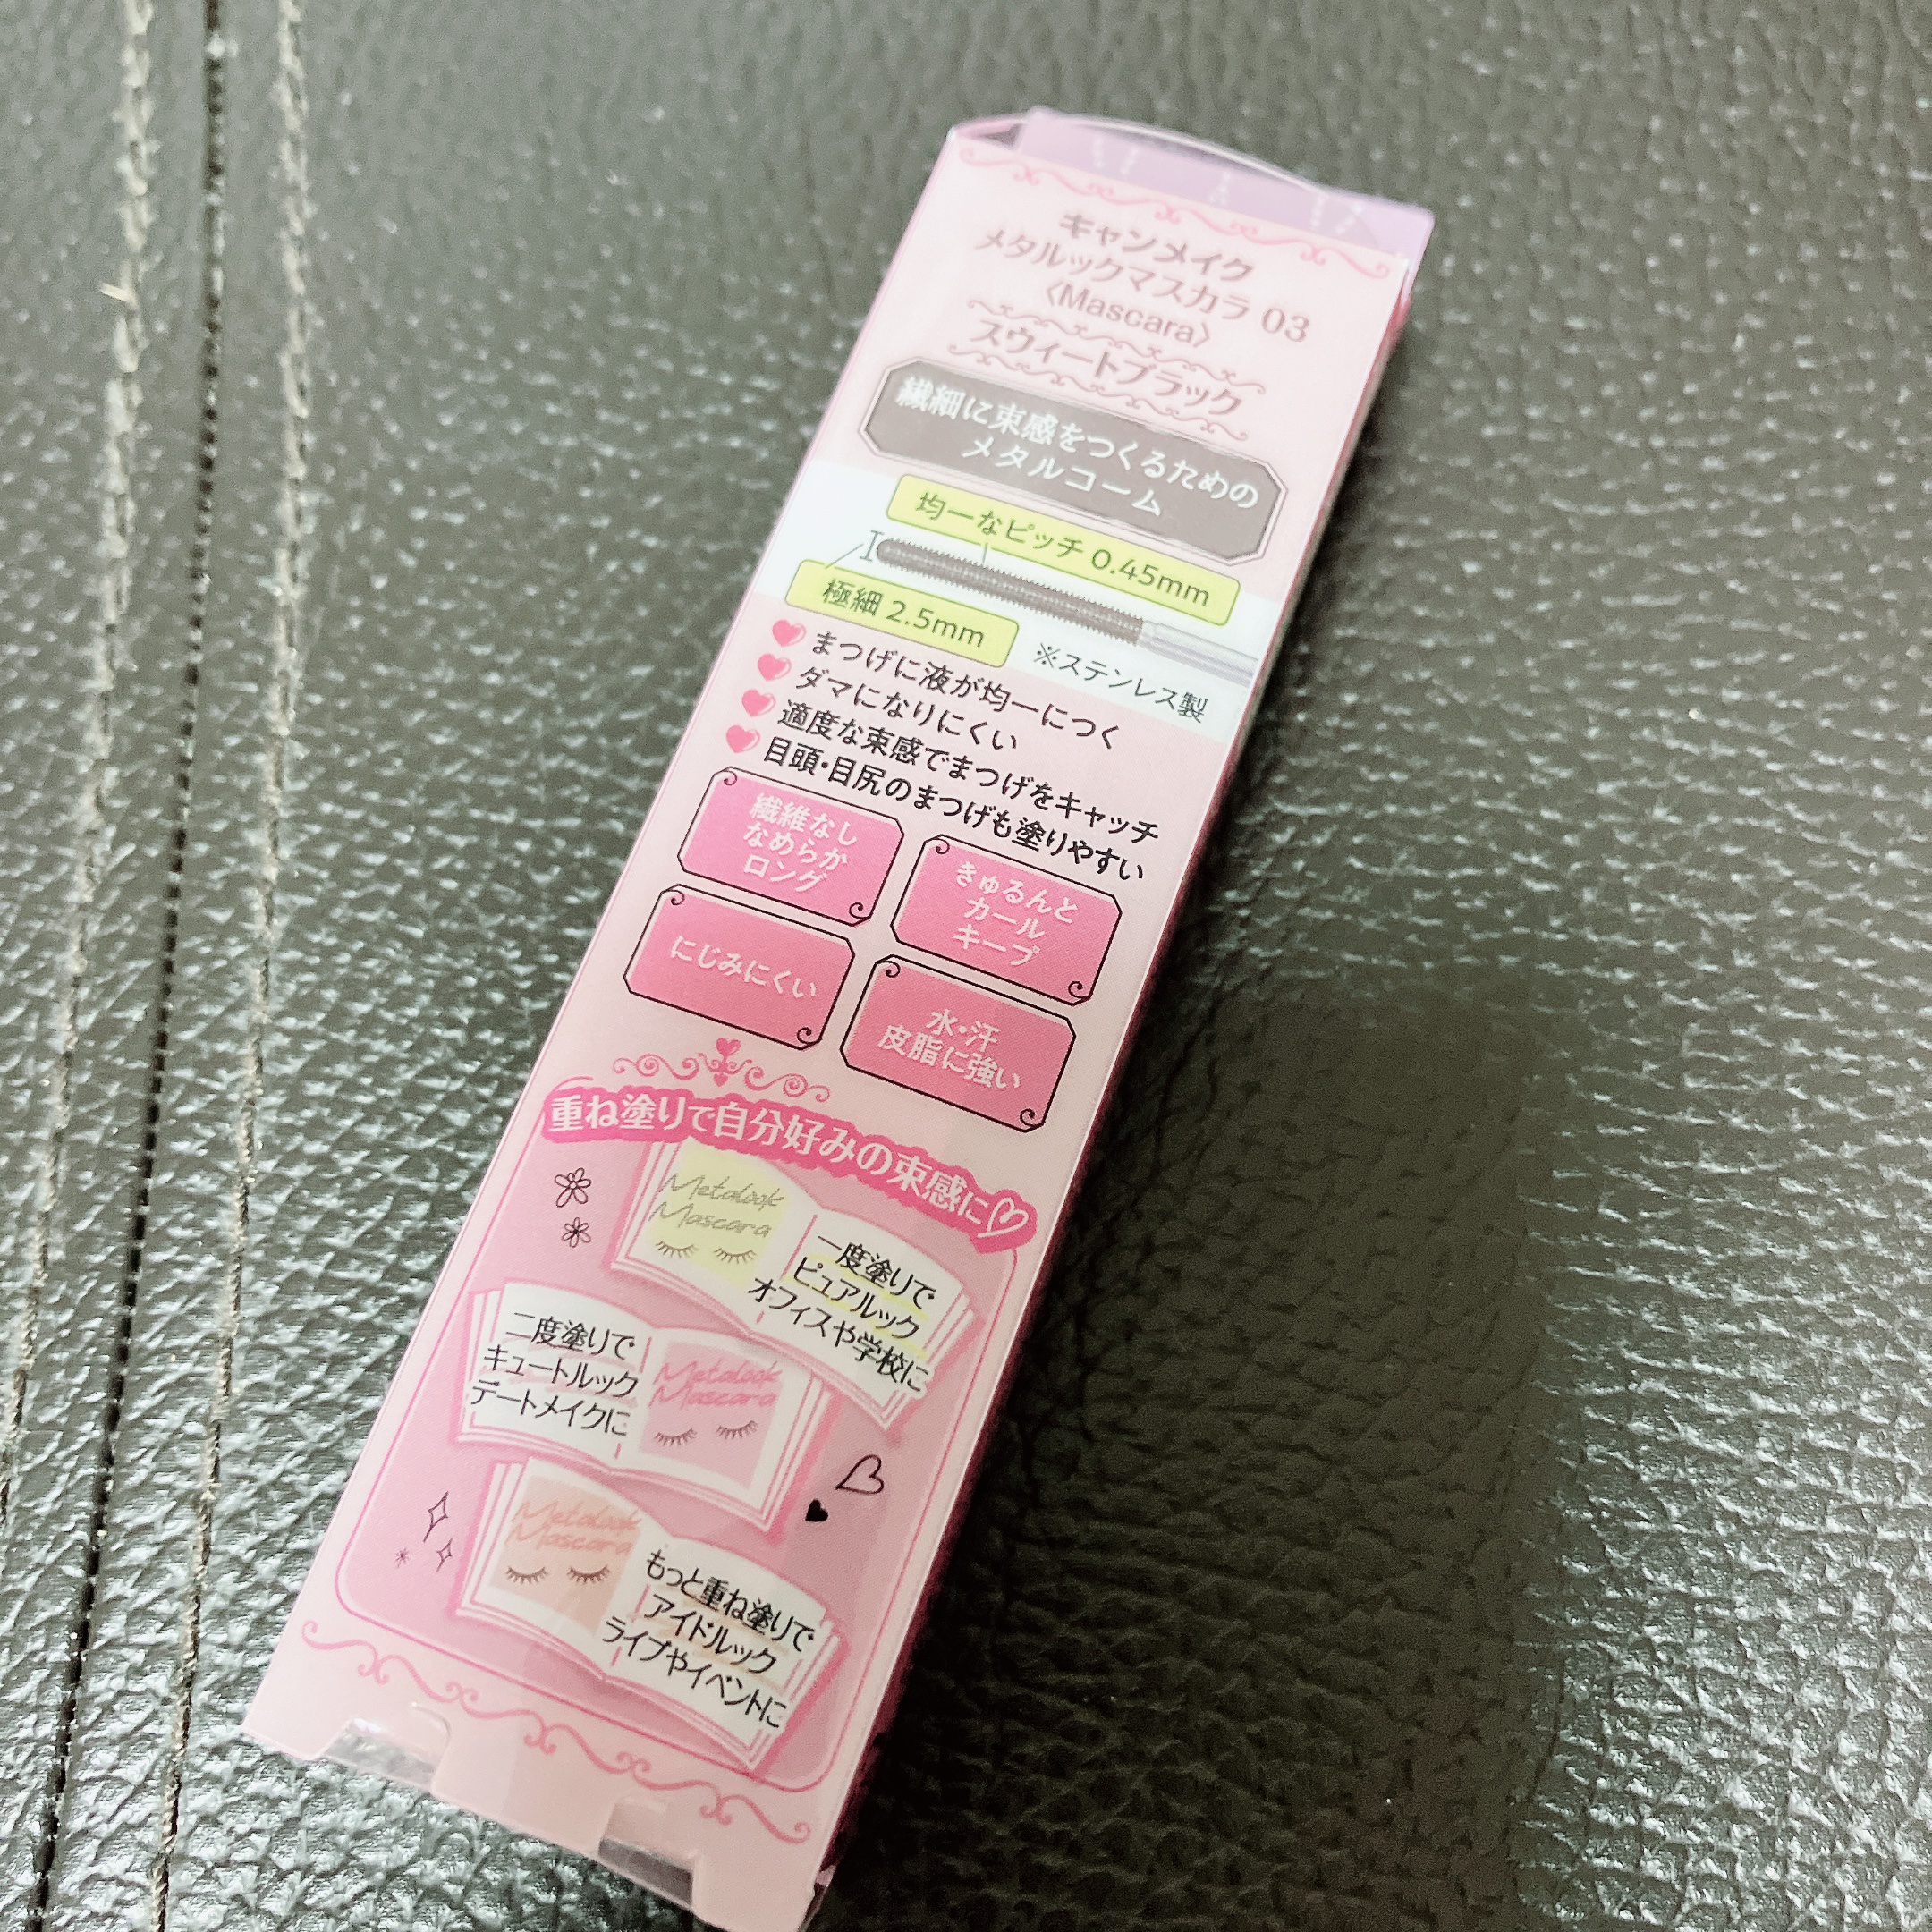 キャンメイク
メタルックマスカラ 03
〈Mascara〉
スウィートブラック
繊細に束感をつくるための
メタルコーム
均一なピッチ 0.45mm
極細 2.5mm
※ステンレス製
まつげに液が均一につく
ダマになりにくい
適度な束感でまつげをキャッチ
目頭・目尻のまつげも塗りやすい
繊維なし
なめらか
ロング
きゅるんと
カール
キープ
にじみにくい
水・汗
皮脂に強い
重ね塗りで自分好みの束感に♡
Metalook
Mascara
一度塗りで
ピュアルック
オフィスや学校に
二度塗りで
キュートルック
デートメイクに
Metalook
Mascara
Metalook
Mascara
もっと重ね塗りで
アイドルック
ライブやイベントに